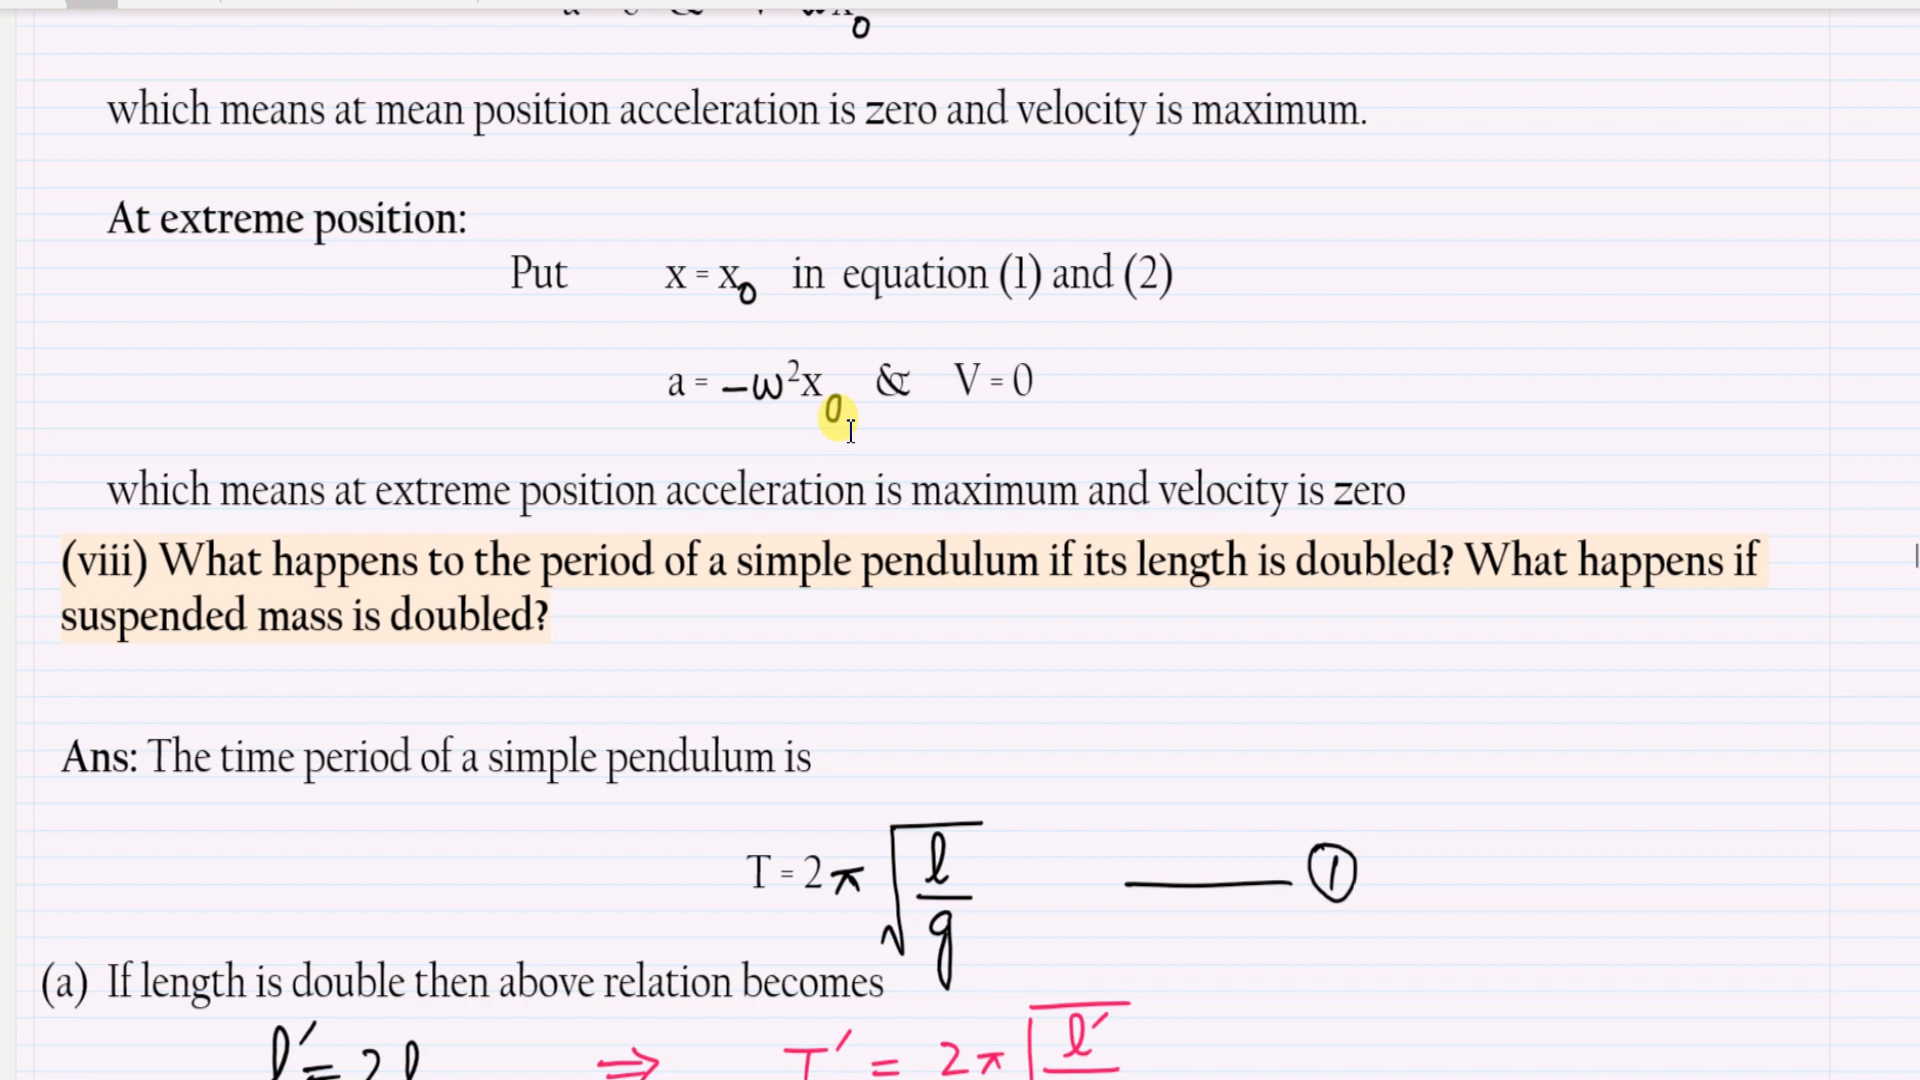 which means at mean position acceleration is zero and velocity is maximum.
At extreme position:
Put x = x₀ in equation (1) and (2)
a = -ω²x₀ & V = 0
which means at extreme position acceleration is maximum and velocity is zero
(viii) What happens to the period of a simple pendulum if its length is doubled? What happens if
suspended mass is doubled?
Ans: The time period of a simple pendulum is
T = 2π √(l/g) —— ①
(a) If length is double then above relation becomes
l′ = 2l ⇒ T′ = 2π √l′